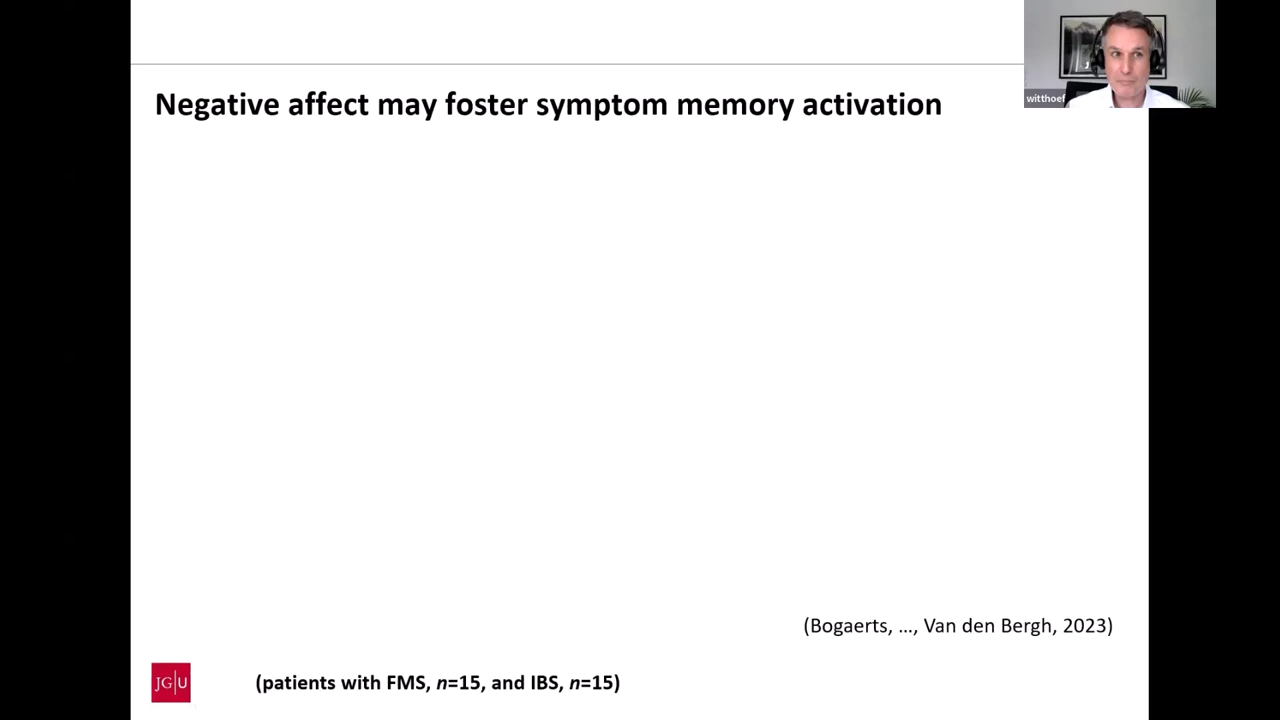 Negative affect may foster symptom memory activation
witthoef
(Bogaerts, …, Van den Bergh, 2023)
JG|U
(patients with FMS, n=15, and IBS, n=15)